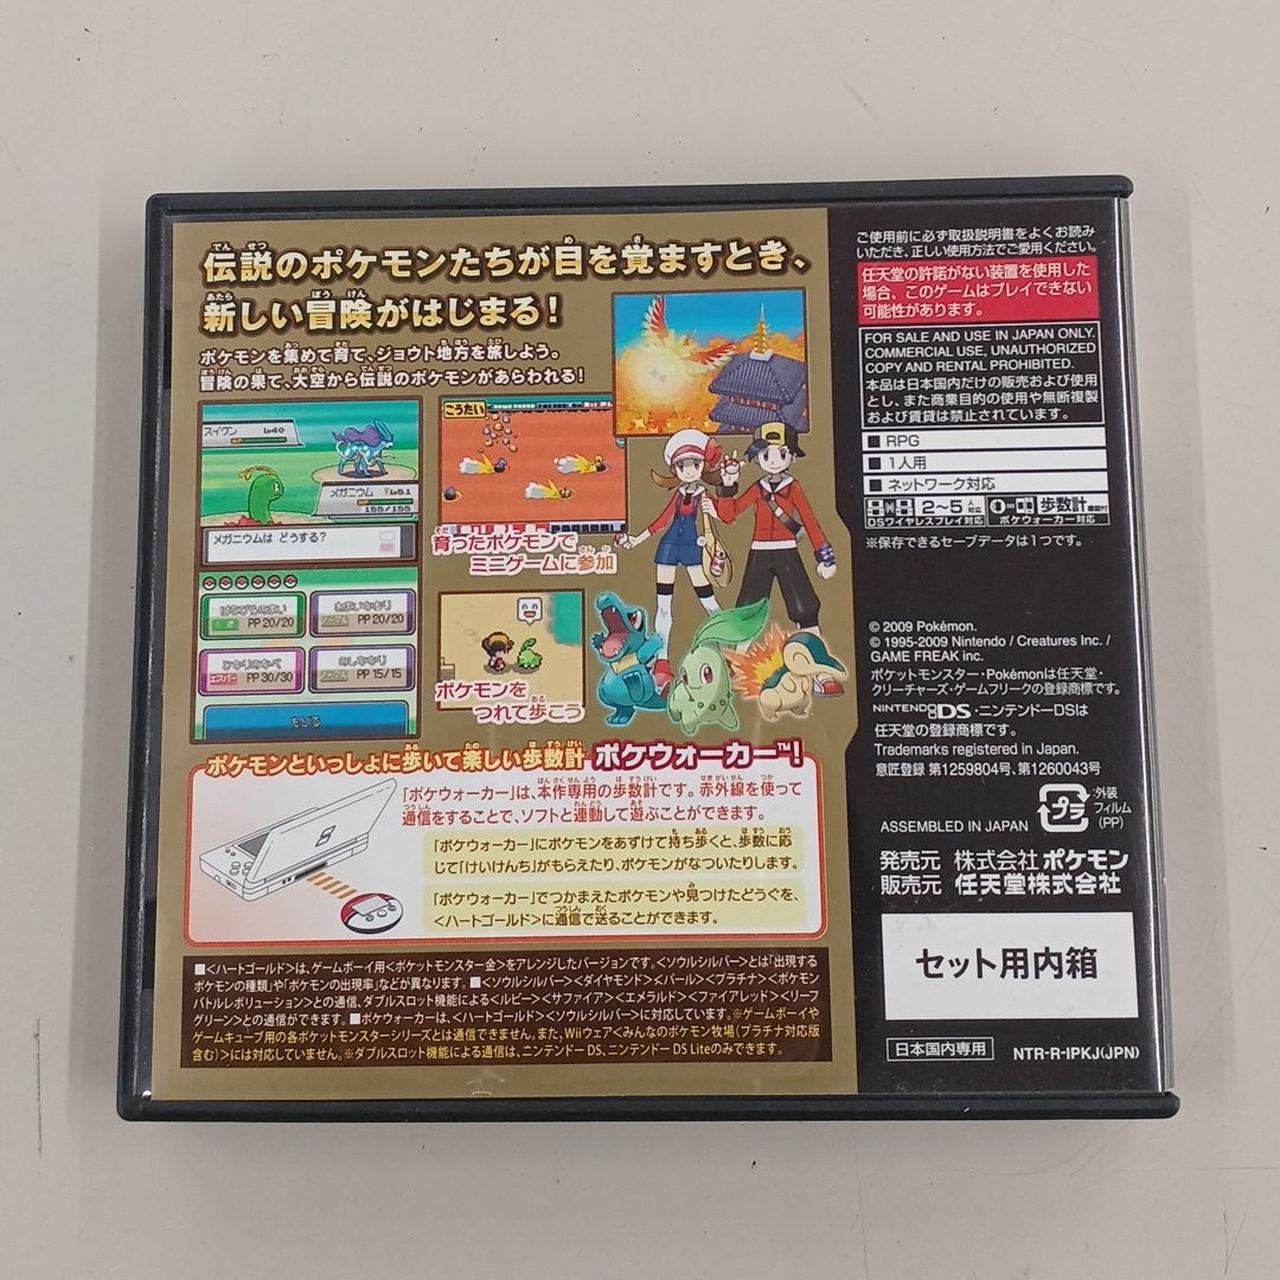 伝説のポケモンたちが目を覚ますとき、
新しい冒険がはじまる！
ポケモンを集めて育て、ジョウト地方を旅しよう。
冒険の果て、大空から伝説のポケモンがあらわれる！
スイクン Lv40
HP
メガニウム Lv51
HP
155/155
メガニウムは どうする？
PP 20/20
PP 20/20
エスパー PP 30/30
PP 15/15
もどる
こうたい
育ったポケモンで
ミニゲームに参加
ポケモンを
つれて歩こう
ポケモンといっしょに歩いて楽しい歩数計 ポケウォーカー™！
「ポケウォーカー」は、本作専用の歩数計です。赤外線を使って
通信をすることで、ソフトと連動して遊ぶことができます。
「ポケウォーカー」にポケモンをあずけて持ち歩くと、歩数に応
じて「けいけんち」がもらえたり、ポケモンがなついたりします。
「ポケウォーカー」でつかまえたポケモンや見つけたどうぐを、
＜ハートゴールド＞に通信で送ることができます。
■＜ハートゴールド＞は、ゲームボーイ用＜ポケットモンスター金＞をアレンジしたバージョンです。＜ソウルシルバー＞とは「出現する
ポケモンの種類」や「ポケモンの出現率」などが異なります。■＜ソウルシルバー＞＜ダイヤモンド＞＜パール＞＜プラチナ＞＜ポケモン
バトルレボリューション＞との通信、ダブルスロット機能による＜ルビー＞＜サファイア＞＜エメラルド＞＜ファイアレッド＞＜リーフ
グリーン＞との通信ができます。■ポケウォーカーは、＜ハートゴールド＞＜ソウルシルバー＞に対応しています。※ゲームボーイや
ゲームキューブ用の各ポケットモンスターシリーズとは通信できません。また、Wiiウェア＜みんなのポケモン牧場（プラチナ対応版
含む）＞には対応していません。※ダブルスロット機能による通信は、ニンテンドーDS、ニンテンドーDS Liteのみできます。
ご使用前に必ず取扱説明書をよくお読み
いただき、正しい使用方法でご愛用ください。
任天堂の許諾がない装置を使用した
場合、このゲームはプレイできない
可能性があります。
FOR SALE AND USE IN JAPAN ONLY.
COMMERCIAL USE, UNAUTHORIZED
COPY AND RENTAL PROHIBITED.
本品は日本国内だけの販売および使用
とし、また商業目的の使用や無断複製
および賃貸は禁止されています。
■ RPG
■ 1人用
■ ネットワーク対応
2～5人対応 歩数計
DSワイヤレスプレイ対応 ポケウォーカー対応
※保存できるセーブデータは1つです。
© 2009 Pokémon.
© 1995-2009 Nintendo / Creatures Inc. /
GAME FREAK inc.
ポケットモンスター・Pokémonは任天堂・
クリーチャーズ・ゲームフリークの登録商標です。
NINTENDO DS・ニンテンドーDSは
任天堂の登録商標です。
Trademarks registered in Japan.
意匠登録 第1259804号、第1260043号
ASSEMBLED IN JAPAN プラ :外装
フィルム
(PP)
発売元 株式会社ポケモン
販売元 任天堂株式会社
セット用内箱
日本国内専用 NTR-R-IPKJ(JPN)